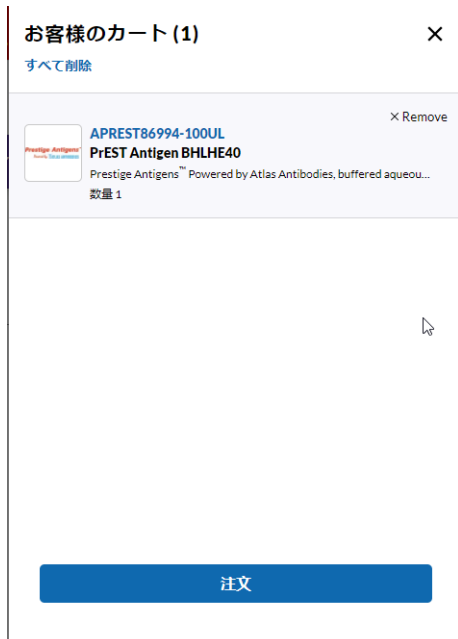 お客様のカート (1)
すべて削除
× Remove
Prestige Antigens™
APREST86994-100UL
PrEST Antigen BHLHE40
Prestige Antigens™ Powered by Atlas Antibodies, buffered aqueou...
数量 1
注文